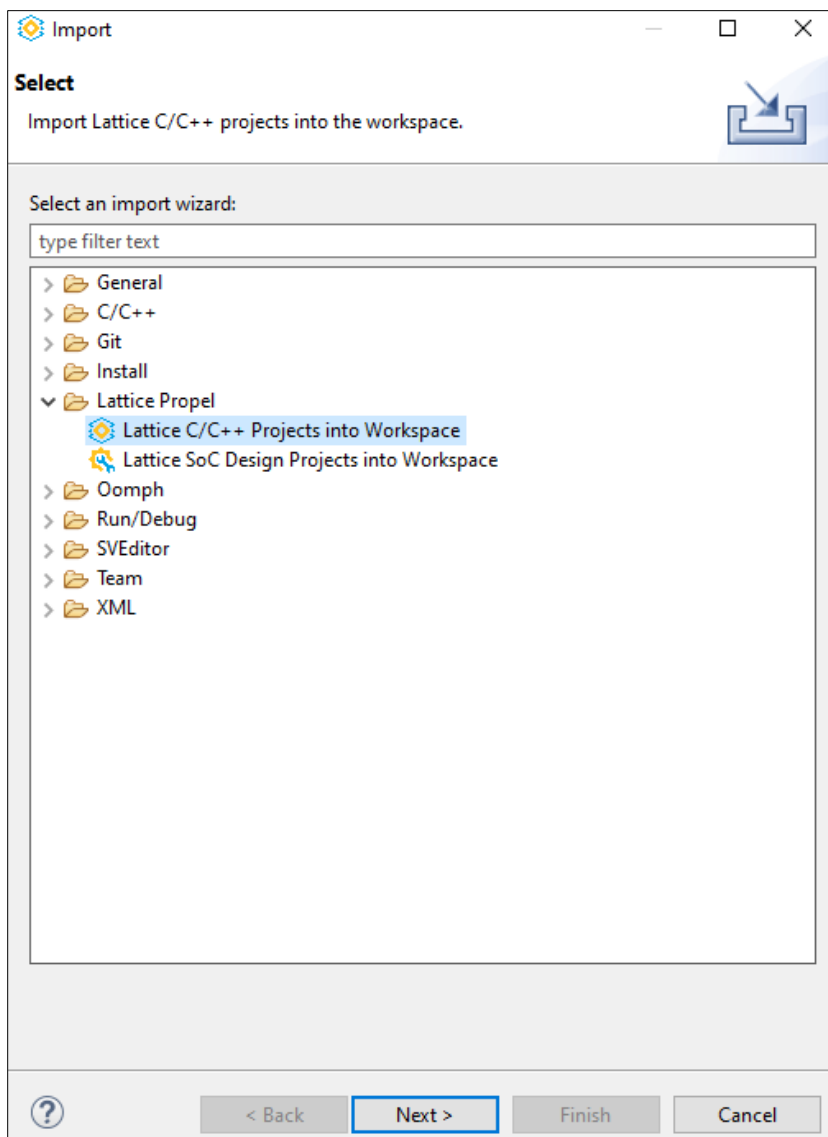 Import
Select
Import Lattice C/C++ projects into the workspace.
Select an import wizard:
type filter text
General
C/C++
Git
Install
Lattice Propel
Lattice C/C++ Projects into Workspace
Lattice SoC Design Projects into Workspace
Oomph
Run/Debug
SVEditor
Team
XML
? < Back Next > Finish Cancel